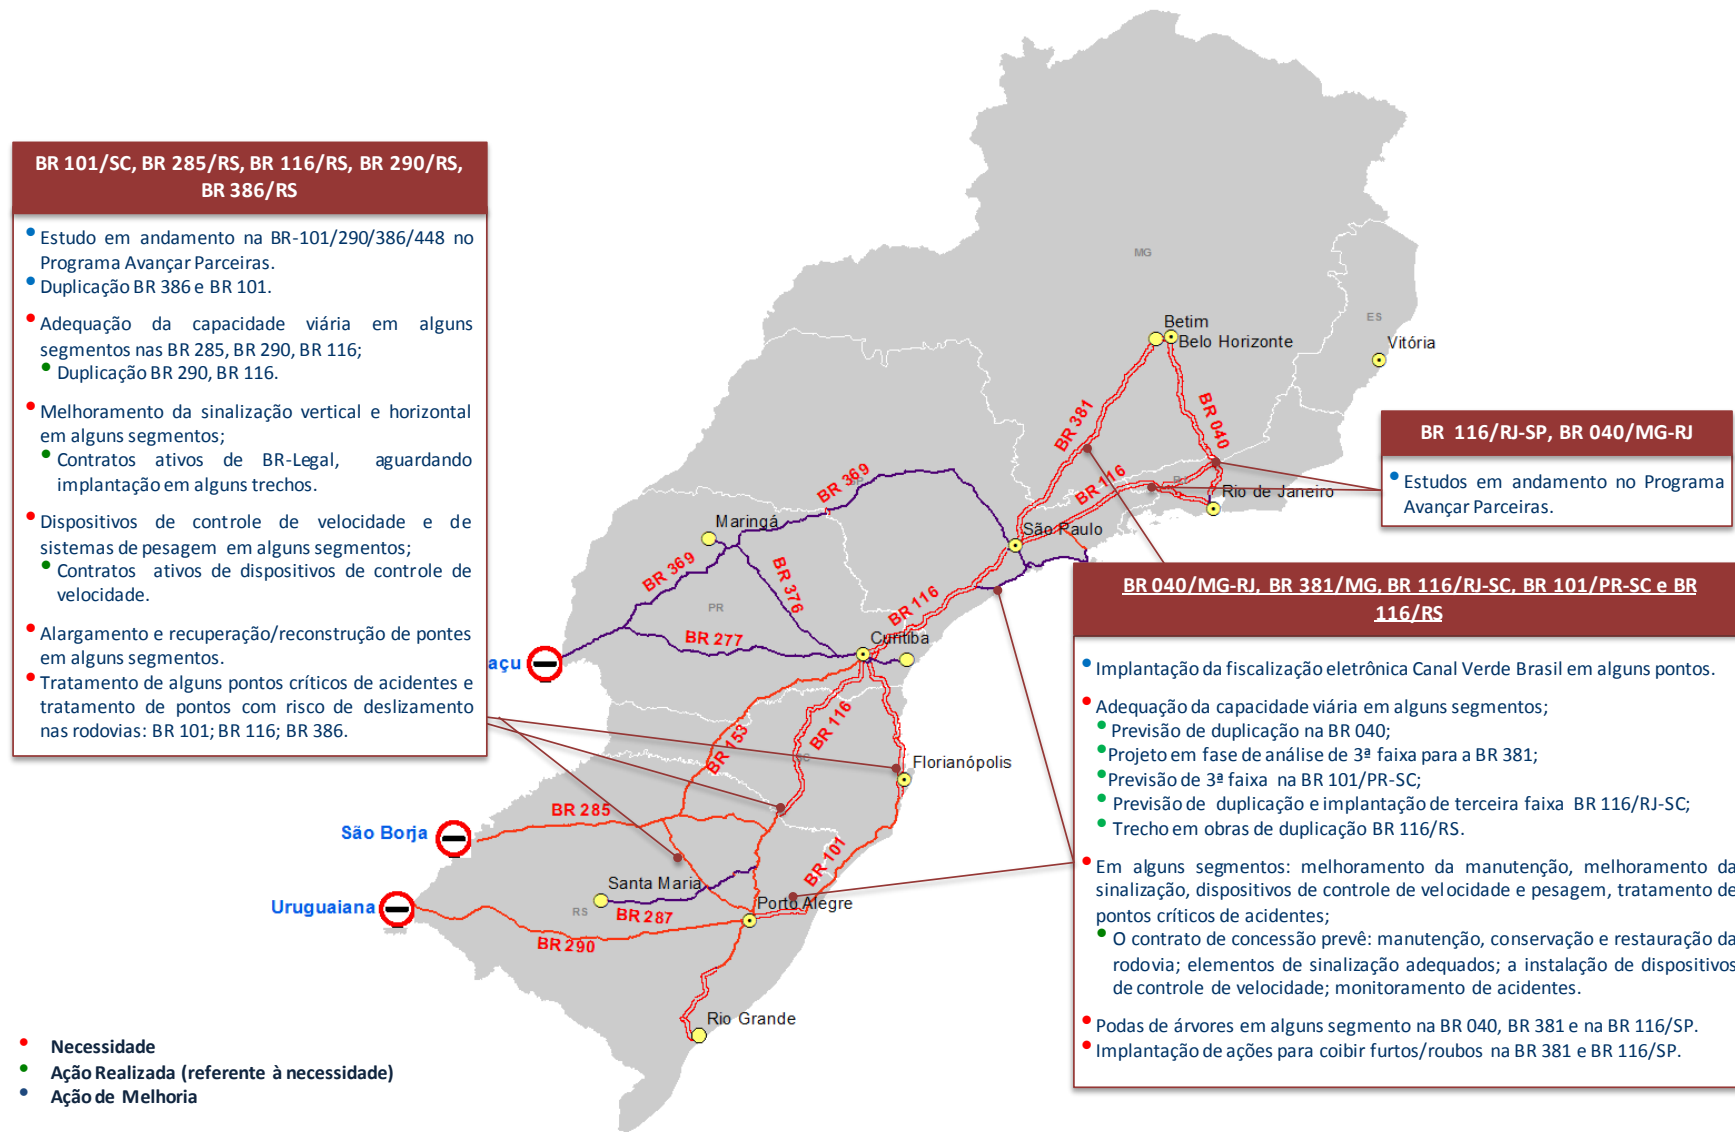 BR 101/SC, BR 285/RS, BR 116/RS, BR 290/RS,
BR 386/RS
• Estudo em andamento na BR-101/290/386/448 no
Programa Avançar Parceiras.
• Duplicação BR 386 e BR 101.
• Adequação da capacidade viária em alguns
segmentos nas BR 285, BR 290, BR 116;
• Duplicação BR 290, BR 116.
• Melhoramento da sinalização vertical e horizontal
em alguns segmentos;
• Contratos ativos de BR-Legal, aguardando
implantação em alguns trechos.
• Dispositivos de controle de velocidade e de
sistemas de pesagem em alguns segmentos;
• Contratos ativos de dispositivos de controle de
velocidade.
• Alargamento e recuperação/reconstrução de pontes
em alguns segmentos.
• Tratamento de alguns pontos críticos de acidentes e
tratamento de pontos com risco de deslizamento
nas rodovias: BR 101; BR 116; BR 386.
MG
ES
Betim
Belo Horizonte
Vitória
BR 381
BR 040
BR 116
Rio de Janeiro
BR 369
São Paulo
Maringá
BR 369
BR 376
PR
BR 277
BR 116
Curitiba
açu
BR 153
BR 116
SC
Florianópolis
São Borja
BR 285
BR 101
Santa Maria
RS
BR 287
Porto Alegre
Uruguaiana
BR 290
Rio Grande
BR 116/RJ-SP, BR 040/MG-RJ
• Estudos em andamento no Programa
Avançar Parceiras.
BR 040/MG-RJ, BR 381/MG, BR 116/RJ-SC, BR 101/PR-SC e BR
116/RS
• Implantação da fiscalização eletrônica Canal Verde Brasil em alguns pontos.
• Adequação da capacidade viária em alguns segmentos;
• Previsão de duplicação na BR 040;
• Projeto em fase de análise de 3ª faixa para a BR 381;
• Previsão de 3ª faixa na BR 101/PR-SC;
• Previsão de duplicação e implantação de terceira faixa BR 116/RJ-SC;
• Trecho em obras de duplicação BR 116/RS.
• Em alguns segmentos: melhoramento da manutenção, melhoramento da
sinalização, dispositivos de controle de velocidade e pesagem, tratamento de
pontos críticos de acidentes;
• O contrato de concessão prevê: manutenção, conservação e restauração da
rodovia; elementos de sinalização adequados; a instalação de dispositivos
de controle de velocidade; monitoramento de acidentes.
• Podas de árvores em alguns segmento na BR 040, BR 381 e na BR 116/SP.
• Implantação de ações para coibir furtos/roubos na BR 381 e BR 116/SP.
• Necessidade
• Ação Realizada (referente à necessidade)
• Ação de Melhoria